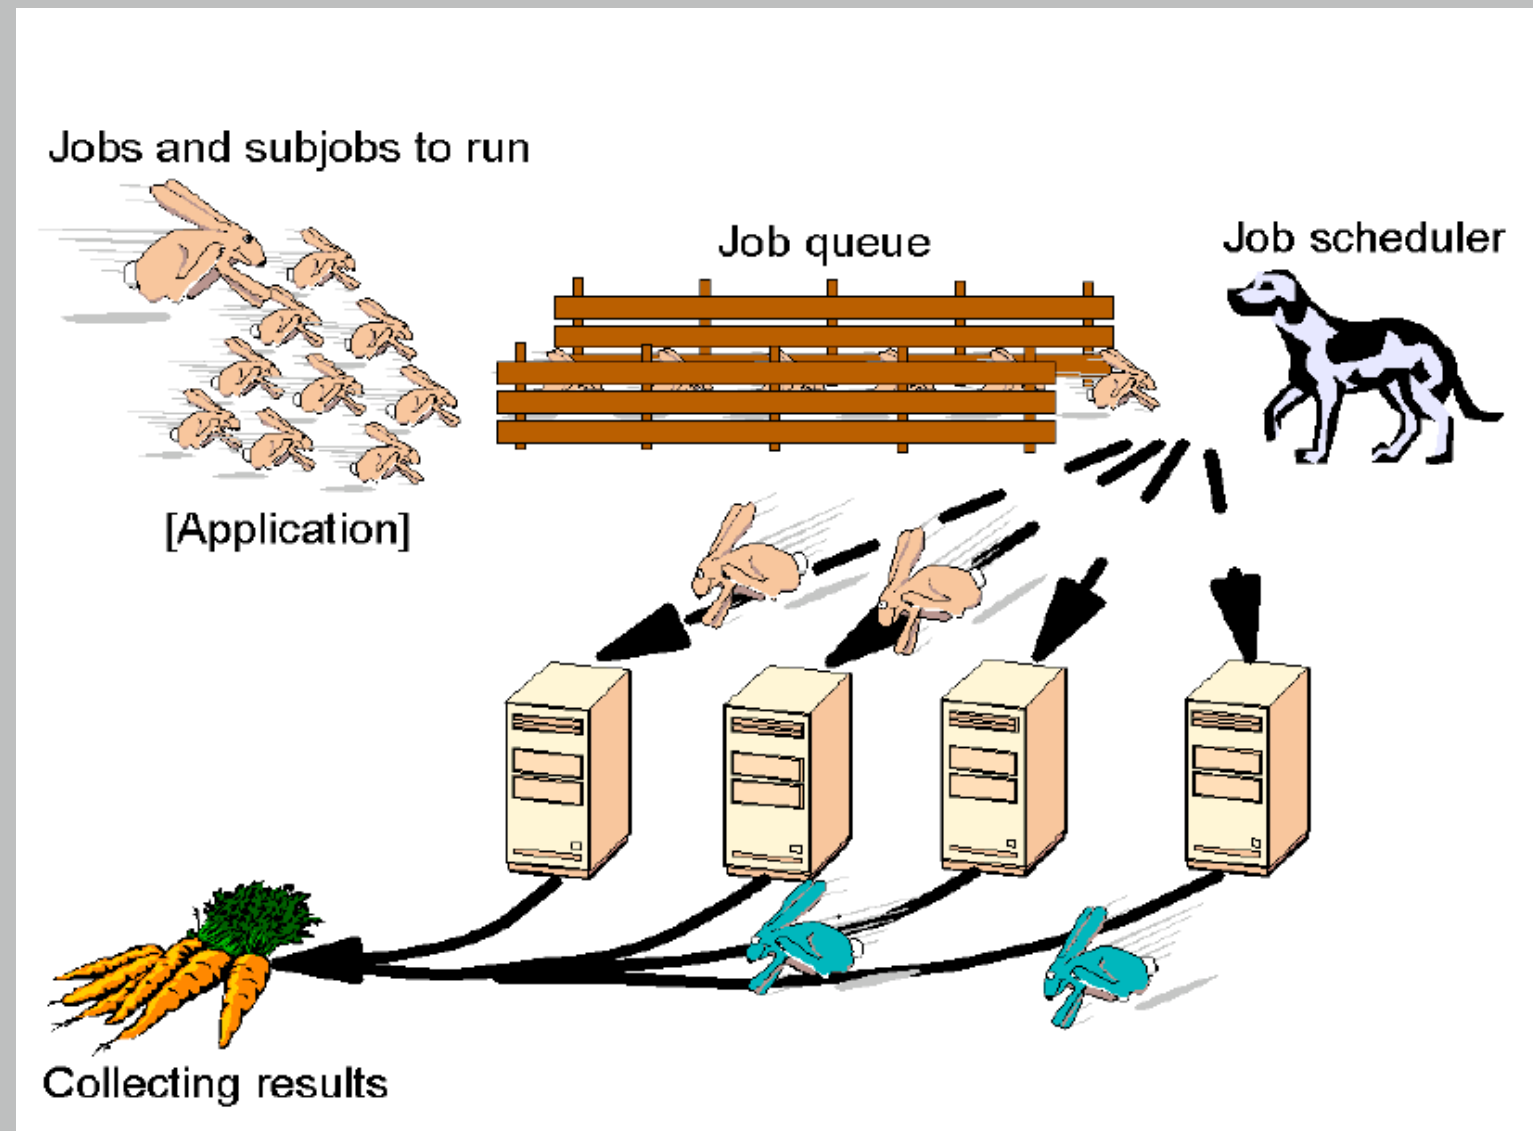 Jobs and subjobs to run
Job queue
Job scheduler
[Application]
Collecting results